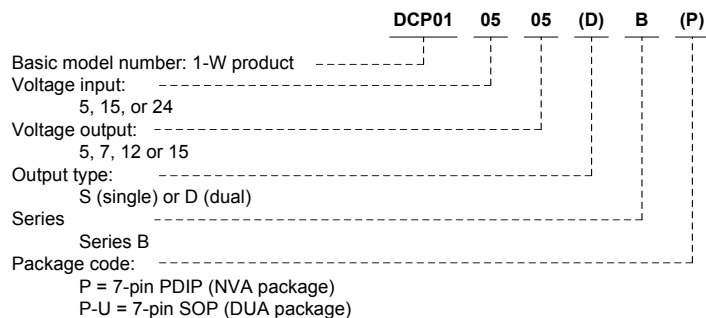 DCP01 05 05 (D) B (P)
Basic model number: 1-W product
Voltage input:
5, 15, or 24
Voltage output:
5, 7, 12 or 15
Output type:
S (single) or D (dual)
Series
Series B
Package code:
P = 7-pin PDIP (NVA package)
P-U = 7-pin SOP (DUA package)